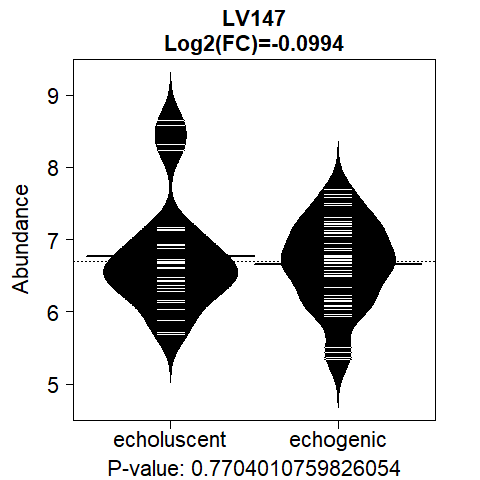 LV147
Log2(FC)=-0.0994
Abundance
9
8
7
6
5
echoluscent echogenic
P-value: 0.7704010759826054